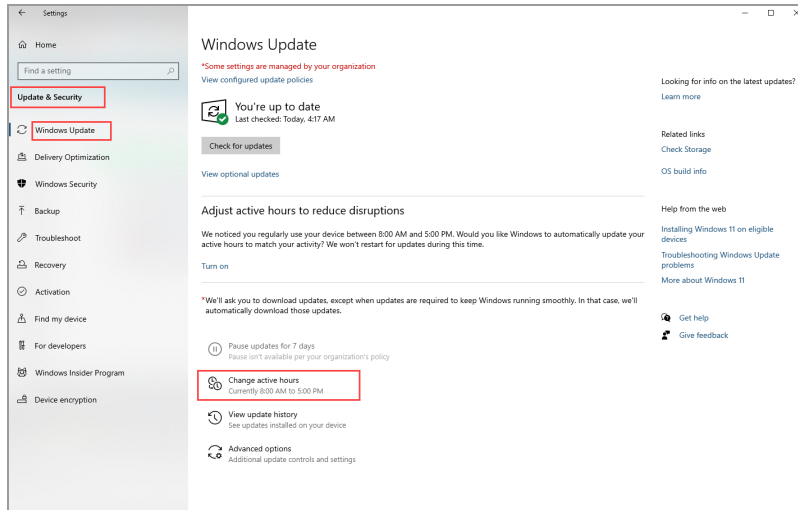 Settings
Home
Find a setting
Update & Security
Windows Update
Delivery Optimization
Windows Security
Backup
Troubleshoot
Recovery
Activation
Find my device
For developers
Windows Insider Program
Device encryption
Windows Update
*Some settings are managed by your organization
View configured update policies
You're up to date
Last checked: Today, 4:17 AM
Check for updates
View optional updates
Adjust active hours to reduce disruptions
We noticed you regularly use your device between 8:00 AM and 5:00 PM. Would you like Windows to automatically update your
active hours to match your activity? We won't restart for updates during this time.
Turn on
*We'll ask you to download updates, except when updates are required to keep Windows running smoothly. In that case, we'll
automatically download those updates.
Pause updates for 7 days
Pause isn't available per your organization's policy
Change active hours
Currently 8:00 AM to 5:00 PM
View update history
See updates installed on your device
Advanced options
Additional update controls and settings
Looking for info on the latest updates?
Learn more
Related links
Check Storage
OS build info
Help from the web
Installing Windows 11 on eligible
devices
Troubleshooting Windows Update
problems
More about Windows 11
Get help
Give feedback